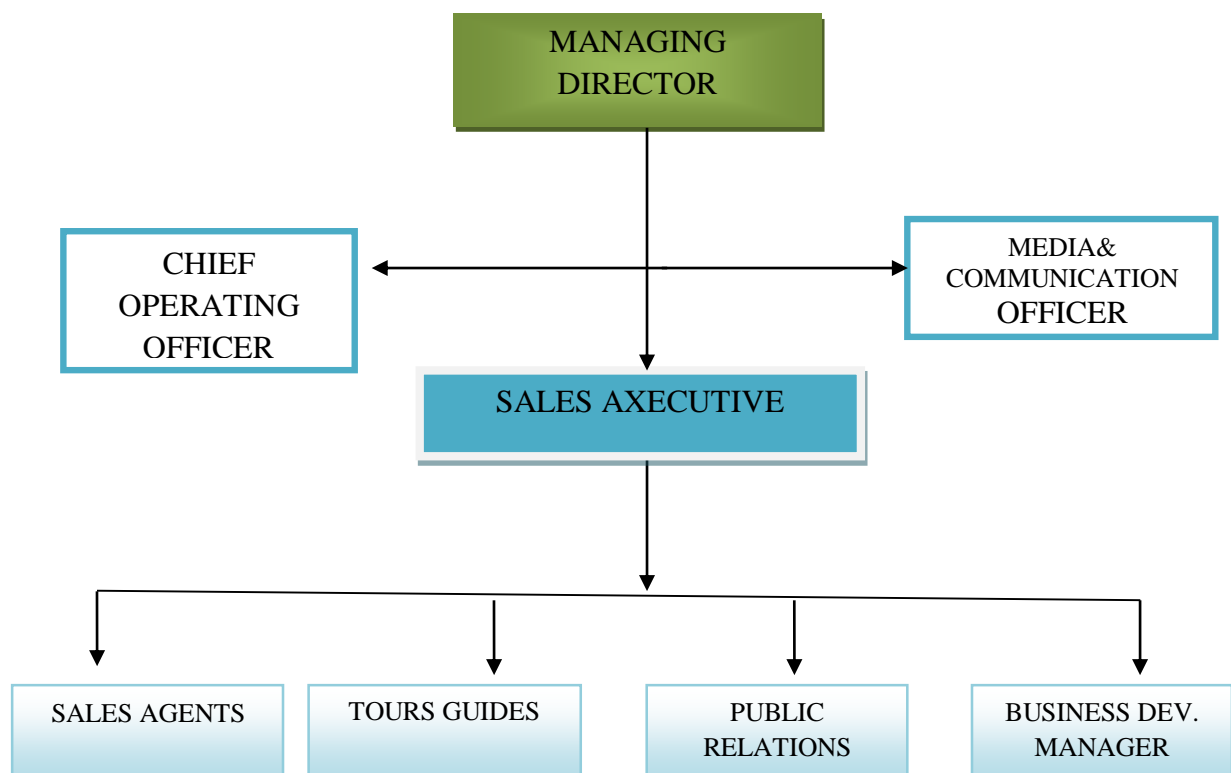 MANAGING
DIRECTOR
CHIEF
OPERATING
OFFICER
MEDIA&
COMMUNICATION
OFFICER
SALES AXECUTIVE
SALES AGENTS
TOURS GUIDES
PUBLIC
RELATIONS
BUSINESS DEV.
MANAGER